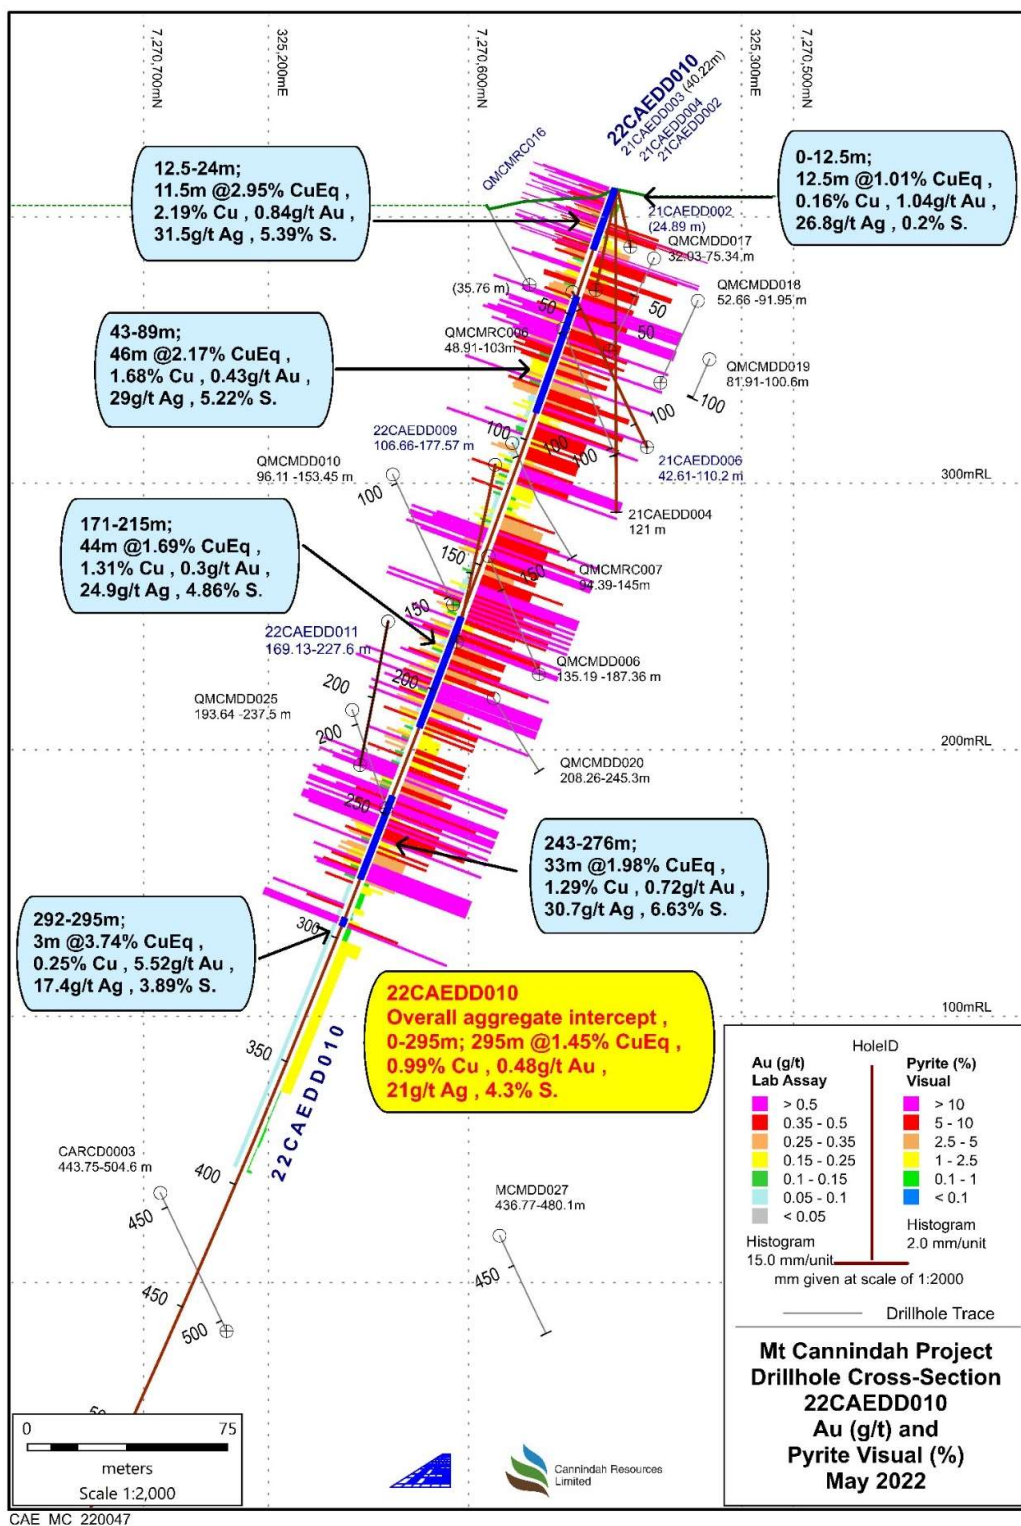 7,270,700mN
325,200mE
7,270,600mN
325,300mE
7,270,500mN
22CAEDD010
21CAEDD003 (40.22m)
21CAEDD004
21CAEDD002
QMCMRC016
12.5-24m;
11.5m @2.95% CuEq ,
2.19% Cu , 0.84g/t Au ,
31.5g/t Ag , 5.39% S.
0-12.5m;
12.5m @1.01% CuEq ,
0.16% Cu , 1.04g/t Au ,
26.8g/t Ag , 0.2% S.
21CAEDD002
(24.89 m)
QMCMDD017
32.03-75.34 m
QMCMDD018
52.66 -91.95 m
(35.76 m)
50
50
50
43-89m;
46m @2.17% CuEq ,
1.68% Cu , 0.43g/t Au ,
29g/t Ag , 5.22% S.
QMCMRC006
48.91-103m
QMCMDD019
81.91-100.6m
100
100
22CAEDD009
106.66-177.57 m
100
100
100
21CAEDD006
42.61-110.2 m
QMCMDD010
96.11 -153.45 m
100
300mRL
21CAEDD004
121 m
171-215m;
44m @1.69% CuEq ,
1.31% Cu , 0.3g/t Au ,
24.9g/t Ag , 4.86% S.
150
150
QMCMRC007
94.39-145m
150
22CAEDD011
169.13-227.6 m
QMCMDD006
135.19 -187.36 m
200
200
QMCMDD025
193.64 -237.5 m
200
200mRL
QMCMDD020
208.26-245.3m
250
243-276m;
33m @1.98% CuEq ,
1.29% Cu , 0.72g/t Au ,
30.7g/t Ag , 6.63% S.
292-295m;
3m @3.74% CuEq ,
0.25% Cu , 5.52g/t Au ,
17.4g/t Ag , 3.89% S.
300
22CAEDD010
Overall aggregate intercept ,
0-295m; 295m @1.45% CuEq ,
0.99% Cu , 0.48g/t Au ,
21g/t Ag , 4.3% S.
100mRL
350
22CAEDD010
400
CARCD0003
443.75-504.6 m
450
500
450
MCMDD027
436.77-480.1m
450
HoleID
Au (g/t)
Lab Assay
> 0.5
0.35 - 0.5
0.25 - 0.35
0.15 - 0.25
0.1 - 0.15
0.05 - 0.1
< 0.05
Histogram
15.0 mm/unit
Pyrite (%)
Visual
> 10
5 - 10
2.5 - 5
1 - 2.5
0.1 - 1
< 0.1
Histogram
2.0 mm/unit
mm given at scale of 1:2000
Drillhole Trace
Mt Cannindah Project
Drillhole Cross-Section
22CAEDD010
Au (g/t) and
Pyrite Visual (%)
May 2022
0 75
meters
Scale 1:2,000
Cannindah Resources
Limited
CAE MC 220047